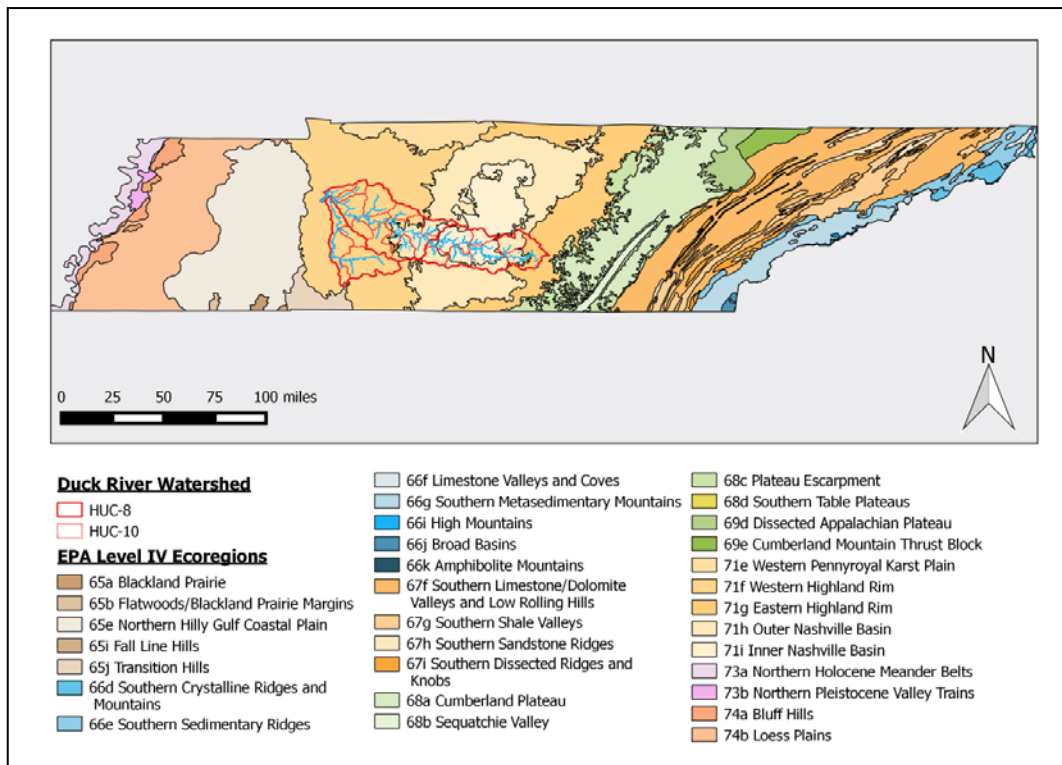 N
0 25 50 75 100 miles
Duck River Watershed
HUC-8
HUC-10
EPA Level IV Ecoregions
65a Blackland Prairie
65b Flatwoods/Blackland Prairie Margins
65e Northern Hilly Gulf Coastal Plain
65i Fall Line Hills
65j Transition Hills
66d Southern Crystalline Ridges and
Mountains
66e Southern Sedimentary Ridges
66f Limestone Valleys and Coves
66g Southern Metasedimentary Mountains
66i High Mountains
66j Broad Basins
66k Amphibolite Mountains
67f Southern Limestone/Dolomite
Valleys and Low Rolling Hills
67g Southern Shale Valleys
67h Southern Sandstone Ridges
67i Southern Dissected Ridges and
Knobs
68a Cumberland Plateau
68b Sequatchie Valley
68c Plateau Escarpment
68d Southern Table Plateaus
69d Dissected Appalachian Plateau
69e Cumberland Mountain Thrust Block
71e Western Pennyroyal Karst Plain
71f Western Highland Rim
71g Eastern Highland Rim
71h Outer Nashville Basin
71i Inner Nashville Basin
73a Northern Holocene Meander Belts
73b Northern Pleistocene Valley Trains
74a Bluff Hills
74b Loess Plains